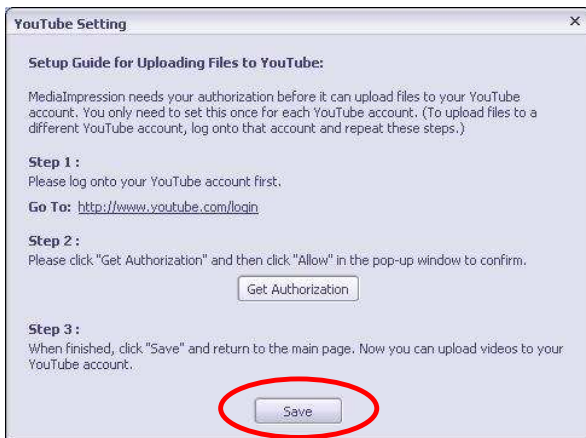 YouTube Setting
Setup Guide for Uploading Files to YouTube:
MediaImpression needs your authorization before it can upload files to your YouTube
account. You only need to set this once for each YouTube account. (To upload files to a
different YouTube account, log onto that account and repeat these steps.)
Step 1 :
Please log onto your YouTube account first.
Go To: http://www.youtube.com/login
Step 2 :
Please click "Get Authorization" and then click "Allow" in the pop-up window to confirm.
Get Authorization
Step 3 :
When finished, click "Save" and return to the main page. Now you can upload videos to your
YouTube account.
Save